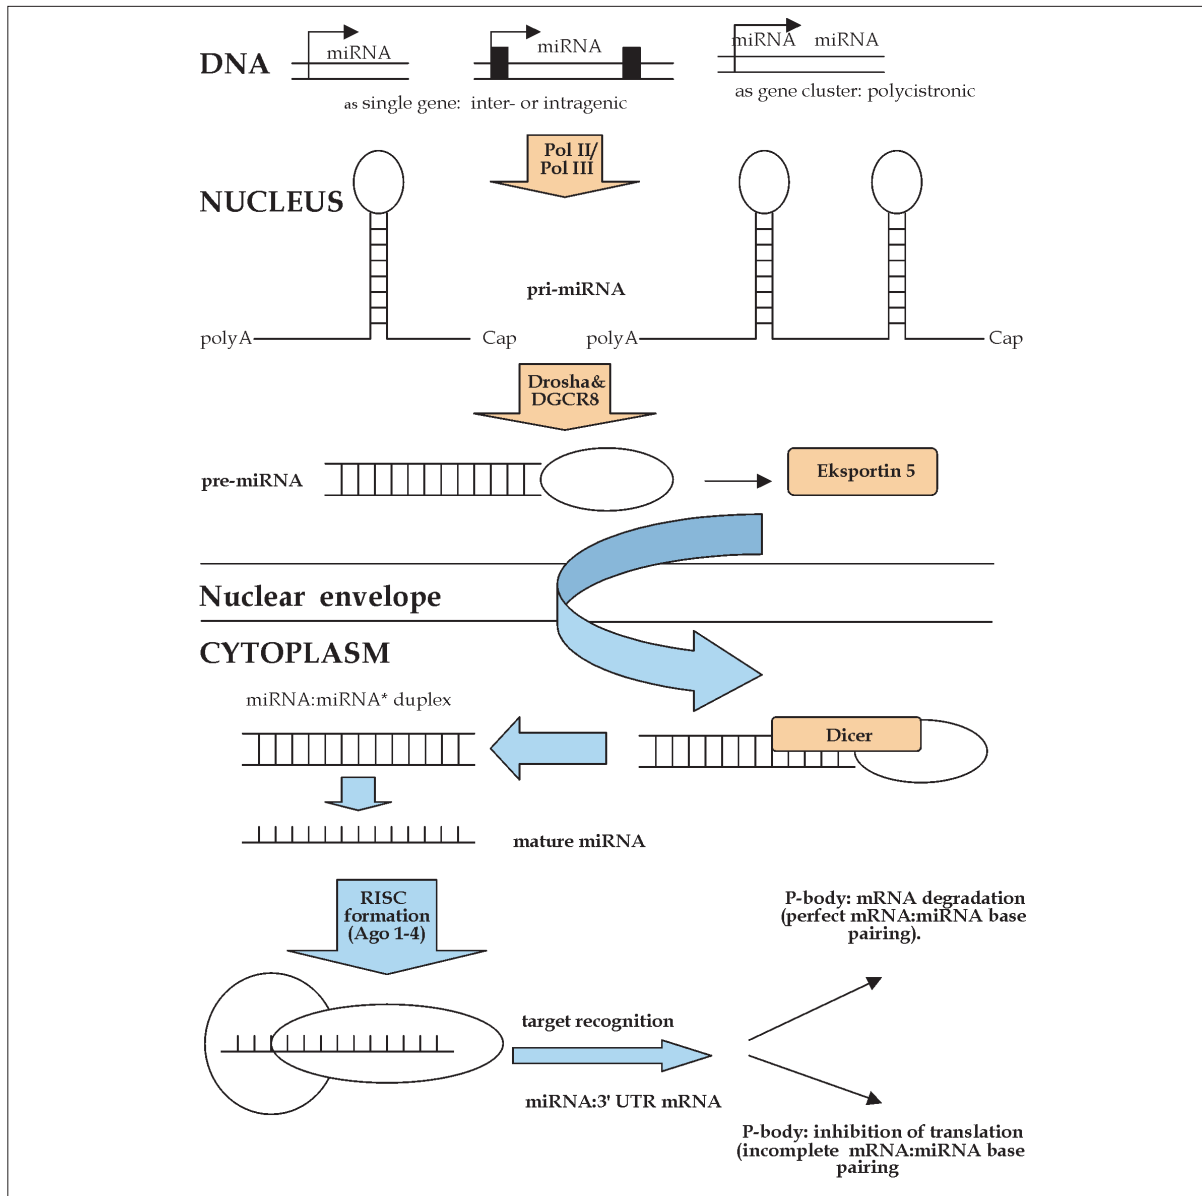 DNA
miRNA
miRNA
miRNA miRNA
as single gene: inter- or intragenic
as gene cluster: polycistronic
Pol II/
Pol III
NUCLEUS
pri-miRNA
polyA
Cap
polyA
Cap
Drosha&
DGCR8
pre-miRNA
Eksportin 5
Nuclear envelope
CYTOPLASM
miRNA:miRNA* duplex
Dicer
mature miRNA
RISC
formation
(Ago 1-4)
P-body: mRNA degradation
(perfect mRNA:miRNA base
pairing).
target recognition
miRNA:3' UTR mRNA
P-body: inhibition of translation
(incomplete mRNA:miRNA base
pairing